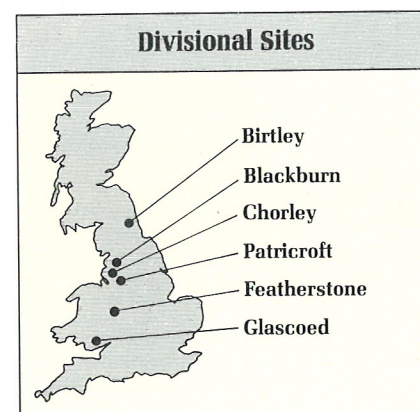 Divisional Sites
Birtley
Blackburn
Chorley
Patricroft
Featherstone
Glascoed